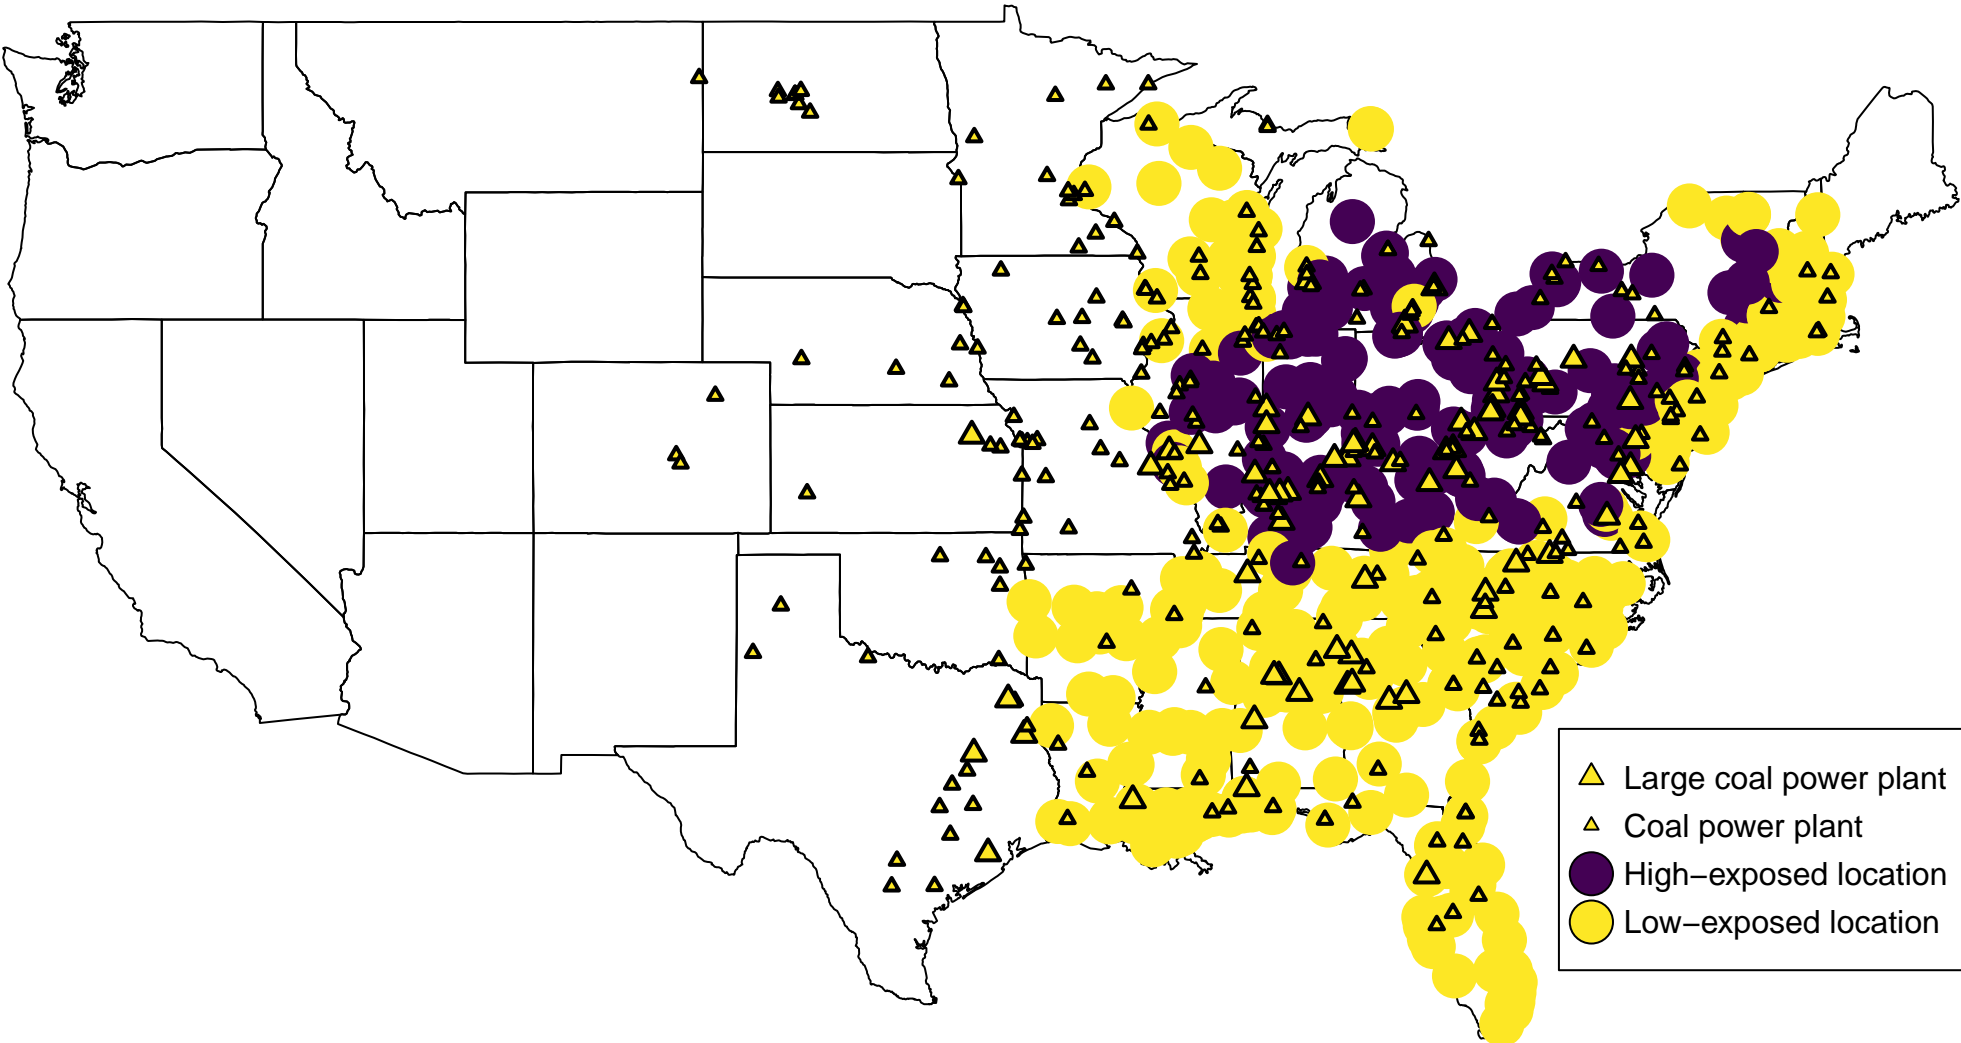 Large coal power plant
Coal power plant
High−exposed location
Low−exposed location